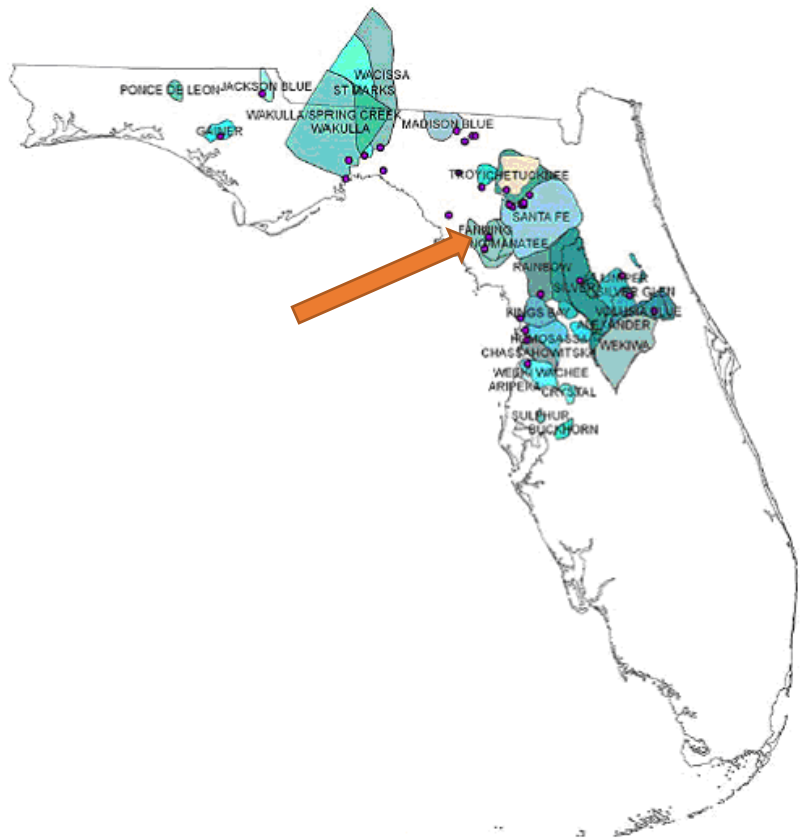 WACISSA
PONCE DE LEON
JACKSON BLUE
ST MARKS
WAKULLA/SPRING CREEK
WAKULLA
MADISON BLUE
GAINER
TROY
ICHETUCKNEE
SANTA FE
FANNING
MANATEE
RAINBOW
SILVER
SILVER GLEN
KINGS BAY
VOLUSIA BLUE
ALEXANDER
HOMOSASSA
WEKIWA
CHASSAHOWITSKA
WEEKI WACHEE
ARIPEKA
CRYSTAL
SULPHUR
BUCKHORN